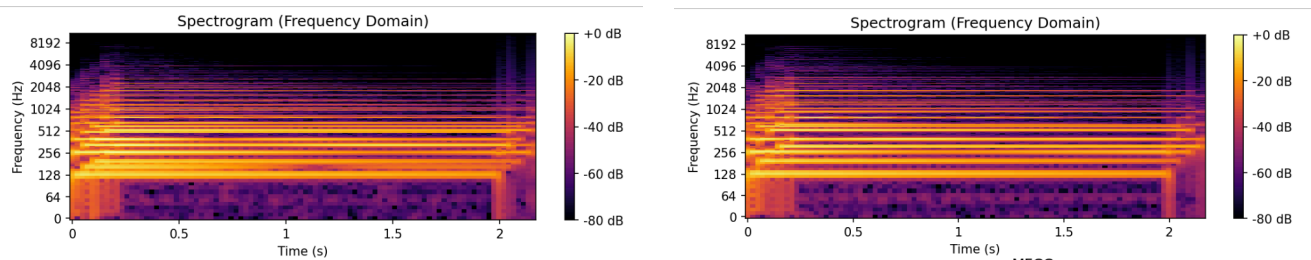 Spectrogram (Frequency Domain)
8192
4096
2048
1024
512
256
128
64
0
Frequency (Hz)
0
0.5
1
1.5
2
Time (s)
+0 dB
-20 dB
-40 dB
-60 dB
-80 dB
Spectrogram (Frequency Domain)
8192
4096
2048
1024
512
256
128
64
0
Frequency (Hz)
0
0.5
1
1.5
2
Time (s)
+0 dB
-20 dB
-40 dB
-60 dB
-80 dB